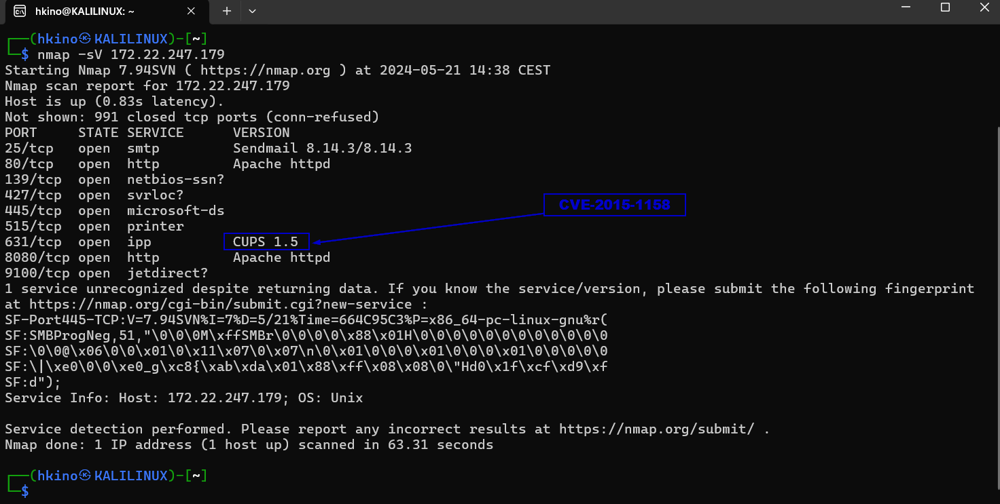 hkino@KALILINUX: ~
┌──(hkino㉿KALILINUX)-[~]
└─$ nmap -sV 172.22.247.179
Starting Nmap 7.94SVN ( https://nmap.org ) at 2024-05-21 14:38 CEST
Nmap scan report for 172.22.247.179
Host is up (0.83s latency).
Not shown: 991 closed tcp ports (conn-refused)
PORT     STATE SERVICE      VERSION
25/tcp   open  smtp         Sendmail 8.14.3/8.14.3
80/tcp   open  http         Apache httpd
139/tcp  open  netbios-ssn?
427/tcp  open  svrloc?
CVE-2015-1158
445/tcp  open  microsoft-ds
515/tcp  open  printer
631/tcp  open  ipp          CUPS 1.5
8080/tcp open  http         Apache httpd
9100/tcp open  jetdirect?
1 service unrecognized despite returning data. If you know the service/version, please submit the following fingerprint
at https://nmap.org/cgi-bin/submit.cgi?new-service :
SF-Port445-TCP:V=7.94SVN%I=7%D=5/21%Time=664C95C3%P=x86_64-pc-linux-gnu%r(
SF:SMBProgNeg,51,"\0\0\0M\xffSMBr\0\0\0\0\x88\x01H\0\0\0\0\0\0\0\0\0\0\0\0
SF:\0\0@\x06\0\0\x01\0\x11\x07\0\x07\n\0\x01\0\0\0\x01\0\0\0\x01\0\0\0\0\0
SF:\|\xe0\0\0\xe0_g\xc8{\xab\xda\x01\x88\xff\x08\x08\0\"Hd0\x1f\xcf\xd9\xf
SF:d");
Service Info: Host: 172.22.247.179; OS: Unix
Service detection performed. Please report any incorrect results at https://nmap.org/submit/ .
Nmap done: 1 IP address (1 host up) scanned in 63.31 seconds
┌──(hkino㉿KALILINUX)-[~]
└─$